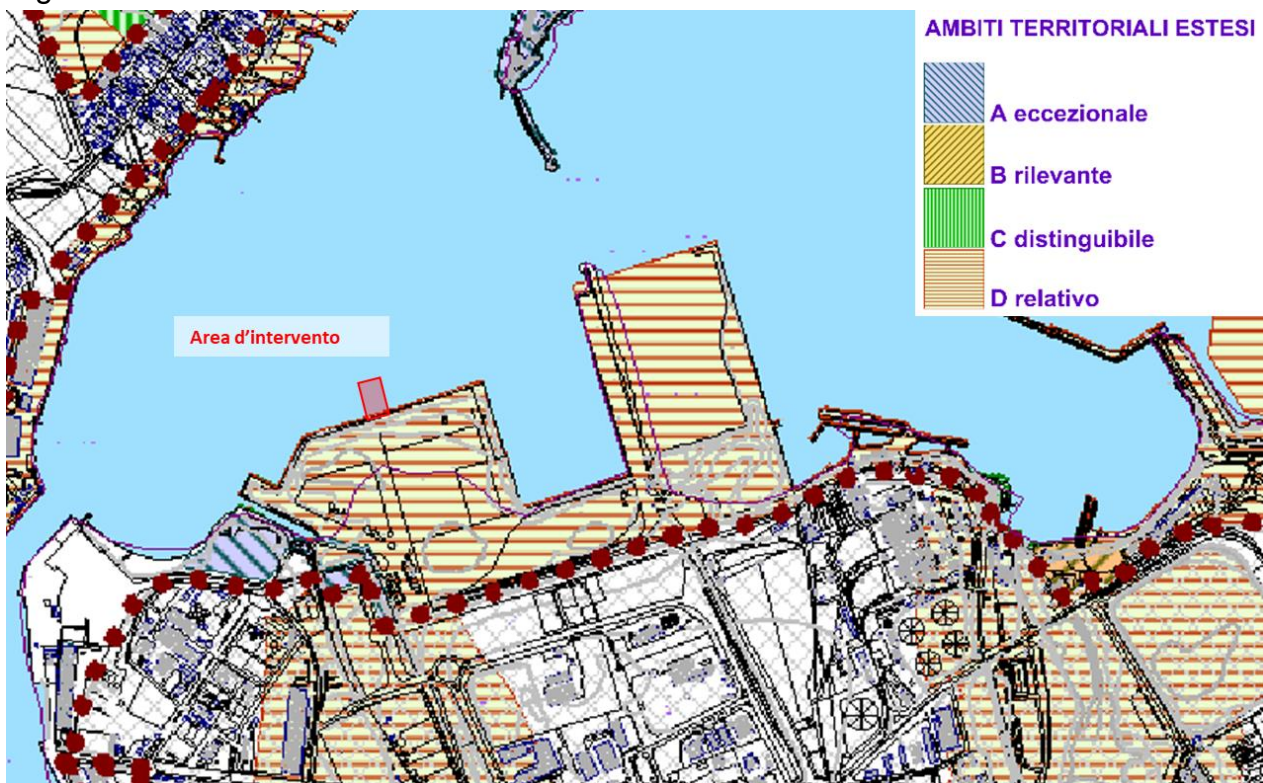 AMBITI TERRITORIALI ESTESI
A eccezionale
B rilevante
C distinguibile
D relativo
Area d'intervento